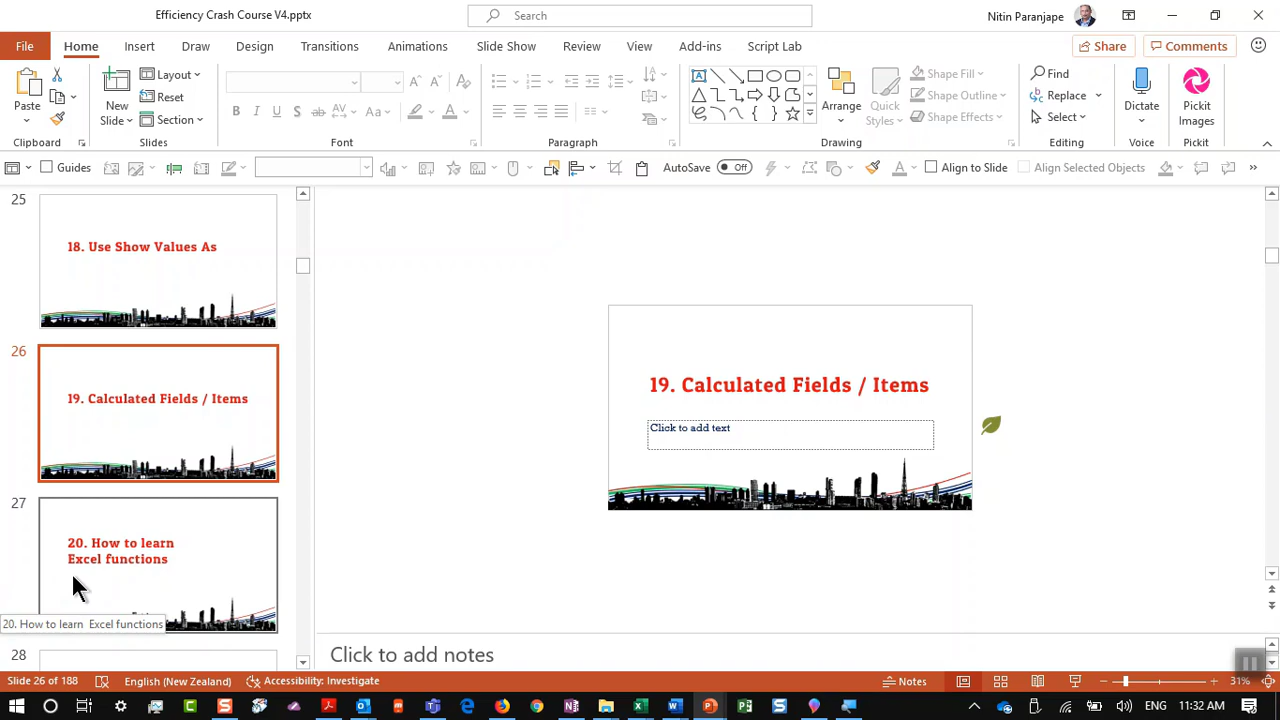 Efficiency Crash Course V4.pptx
Search
Nitin Paranjape
File
Home
Insert
Draw
Design
Transitions
Animations
Slide Show
Review
View
Add-ins
Script Lab
Share
Comments
Paste
New
Slide
Layout
Reset
Section
B
I
U
S
ab
AV
Aa
A
Arrange
Quick
Styles
Shape Fill
Shape Outline
Shape Effects
Find
Replace
Select
Dictate
Pickit
Images
Clipboard
Slides
Font
Paragraph
Drawing
Editing
Voice
Pickit
Guides
AutoSave
Off
Align to Slide
Align Selected Objects
25
18. Use Show Values As
26
19. Calculated Fields / Items
27
20. How to learn
Excel functions
20. How to learn Excel functions
28
19. Calculated Fields / Items
Click to add text
Click to add notes
Slide 26 of 188
English (New Zealand)
Accessibility: Investigate
Notes
31%
ENG
11:32 AM